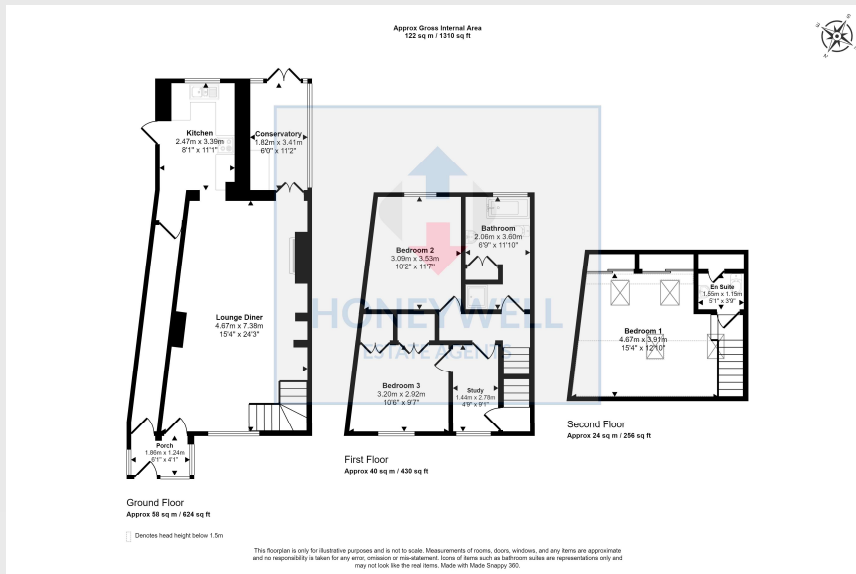 Approx Gross Internal Area
122 sq m / 1310 sq ft
S
N
Kitchen
2.47m x 3.39m
8'1" x 11'1"
Conservatory
1.82m x 3.41m
6'0" x 11'2"
Bathroom
2.06m x 3.60m
6'9" x 11'10"
Bedroom 2
3.09m x 3.53m
10'2" x 11'7"
En Suite
1.55m x 1.15m
5'1" x 3'9"
Lounge Diner
4.67m x 7.38m
15'4" x 24'3"
HONEYWELL
ESTATE AGENTS
Bedroom 1
4.67m x 3.91m
15'4" x 12'10"
Bedroom 3
3.20m x 2.92m
10'6" x 9'7"
Study
1.44m x 2.78m
4'9" x 9'1"
Porch
1.86m x 1.24m
6'1" x 4'1"
Second Floor
Approx 24 sq m / 256 sq ft
First Floor
Approx 40 sq m / 430 sq ft
Ground Floor
Approx 58 sq m / 624 sq ft
Denotes head height below 1.5m
This floorplan is only for illustrative purposes and is not to scale. Measurements of rooms, doors, windows, and any items are approximate
and no responsibility is taken for any error, omission or mis-statement. Icons of items such as bathroom suites are representations only and
may not look like the real items. Made with Made Snappy 360.